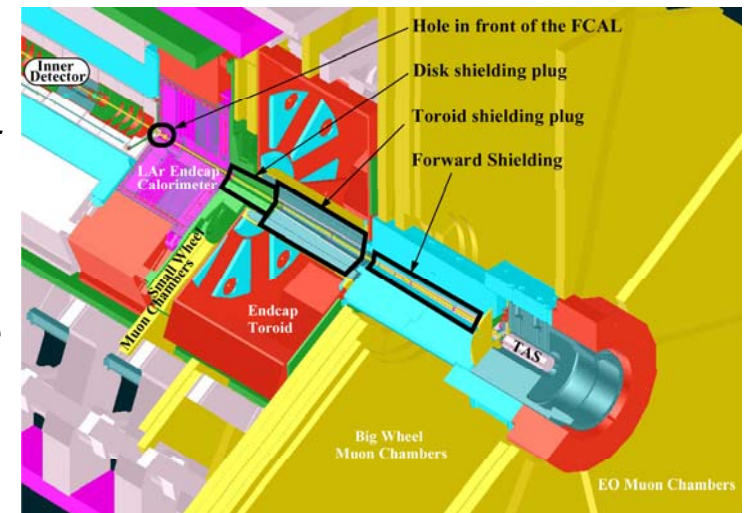 Hole in front of the FCAL
Disk shielding plug
Inner
Detector
Toroid shielding plug
Forward Shielding
LAr Endcap
Calorimeter
Small Wheel
Muon Chambers
Endcap
Toroid
TAS
Big Wheel
Muon Chambers
EO Muon Chambers